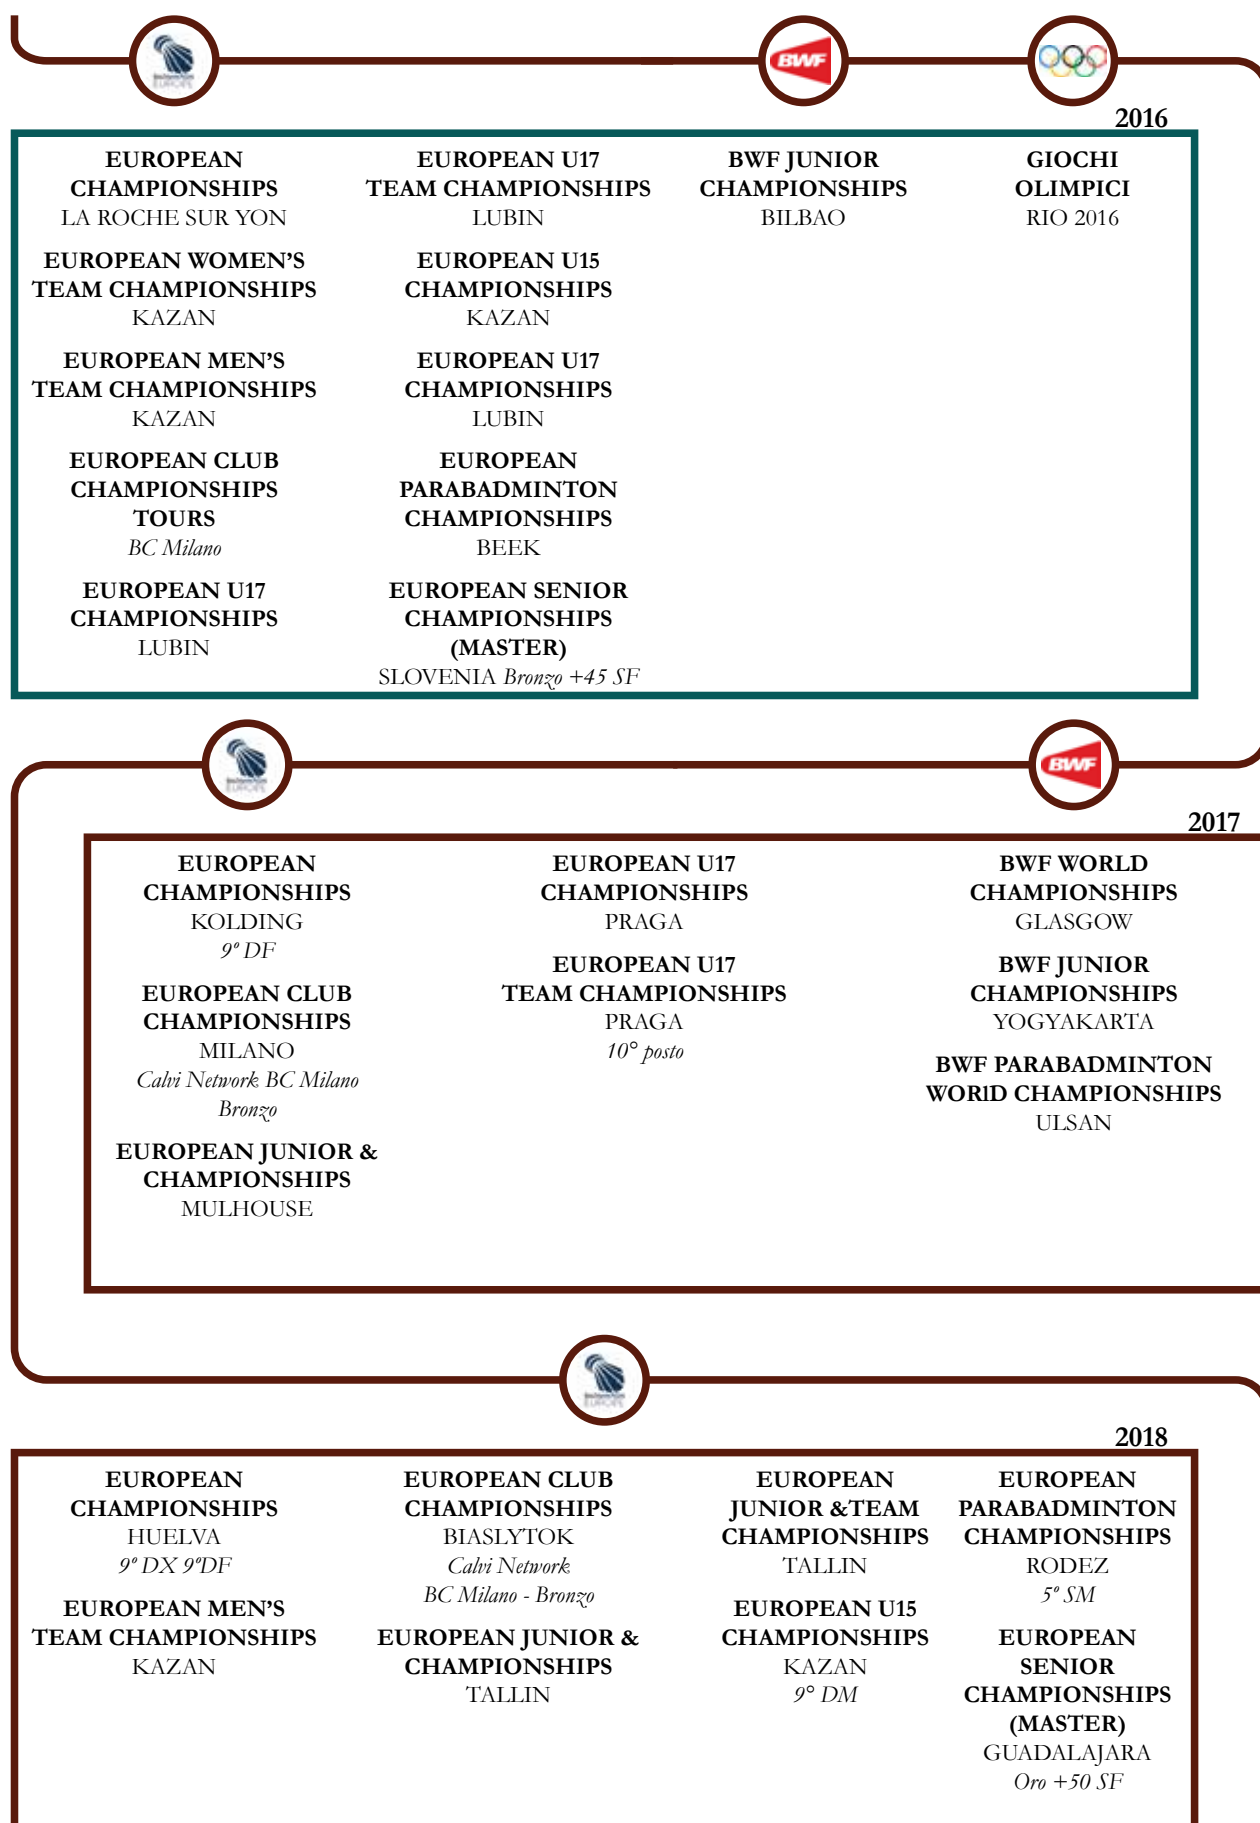 BWF
2016
EUROPEAN
CHAMPIONSHIPS
LA ROCHE SUR YON
EUROPEAN WOMEN'S
TEAM CHAMPIONSHIPS
KAZAN
EUROPEAN MEN'S
TEAM CHAMPIONSHIPS
KAZAN
EUROPEAN CLUB
CHAMPIONSHIPS
TOURS
BC Milano
EUROPEAN U17
CHAMPIONSHIPS
LUBIN
EUROPEAN U17
TEAM CHAMPIONSHIPS
LUBIN
EUROPEAN U15
CHAMPIONSHIPS
KAZAN
EUROPEAN U17
CHAMPIONSHIPS
LUBIN
EUROPEAN
PARABADMINTON
CHAMPIONSHIPS
BEEK
EUROPEAN SENIOR
CHAMPIONSHIPS
(MASTER)
SLOVENIA Bronzo +45 SF
BWF JUNIOR
CHAMPIONSHIPS
BILBAO
GIOCHI
OLIMPICI
RIO 2016
BWF
2017
EUROPEAN
CHAMPIONSHIPS
KOLDING
9º DF
EUROPEAN CLUB
CHAMPIONSHIPS
MILANO
Calvi Network BC Milano
Bronzo
EUROPEAN JUNIOR &
CHAMPIONSHIPS
MULHOUSE
EUROPEAN U17
CHAMPIONSHIPS
PRAGA
EUROPEAN U17
TEAM CHAMPIONSHIPS
PRAGA
10° posto
BWF WORLD
CHAMPIONSHIPS
GLASGOW
BWF JUNIOR
CHAMPIONSHIPS
YOGYAKARTA
BWF PARABADMINTON
WORlD CHAMPIONSHIPS
ULSAN
2018
EUROPEAN
CHAMPIONSHIPS
HUELVA
9º DX 9ºDF
EUROPEAN MEN'S
TEAM CHAMPIONSHIPS
KAZAN
EUROPEAN CLUB
CHAMPIONSHIPS
BIASLYTOK
Calvi Network
BC Milano - Bronzo
EUROPEAN JUNIOR &
CHAMPIONSHIPS
TALLIN
EUROPEAN
JUNIOR &TEAM
CHAMPIONSHIPS
TALLIN
EUROPEAN U15
CHAMPIONSHIPS
KAZAN
9° DM
EUROPEAN
PARABADMINTON
CHAMPIONSHIPS
RODEZ
5º SM
EUROPEAN
SENIOR
CHAMPIONSHIPS
(MASTER)
GUADALAJARA
Oro +50 SF